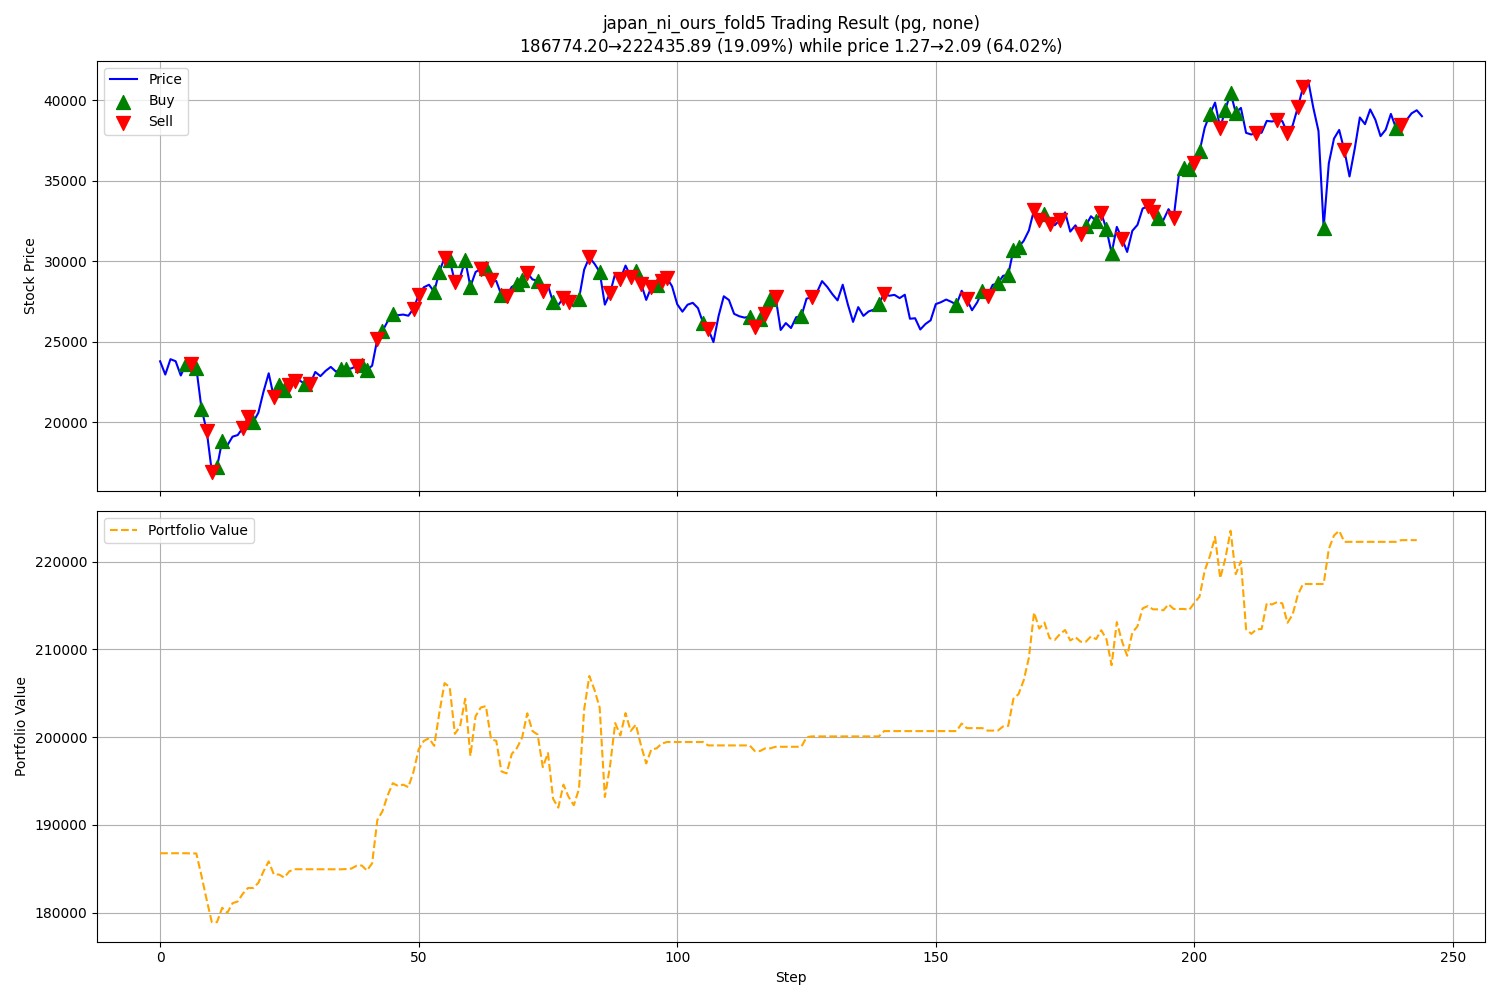 japan_ni_ours_fold5 Trading Result (pg, none)
186774.20→222435.89 (19.09%) while price 1.27→2.09 (64.02%)
Price
Buy
Sell
40000
35000
30000
25000
20000
Stock Price
Portfolio Value
220000
210000
200000
190000
180000
Portfolio Value
0 50 100 150 200 250
Step